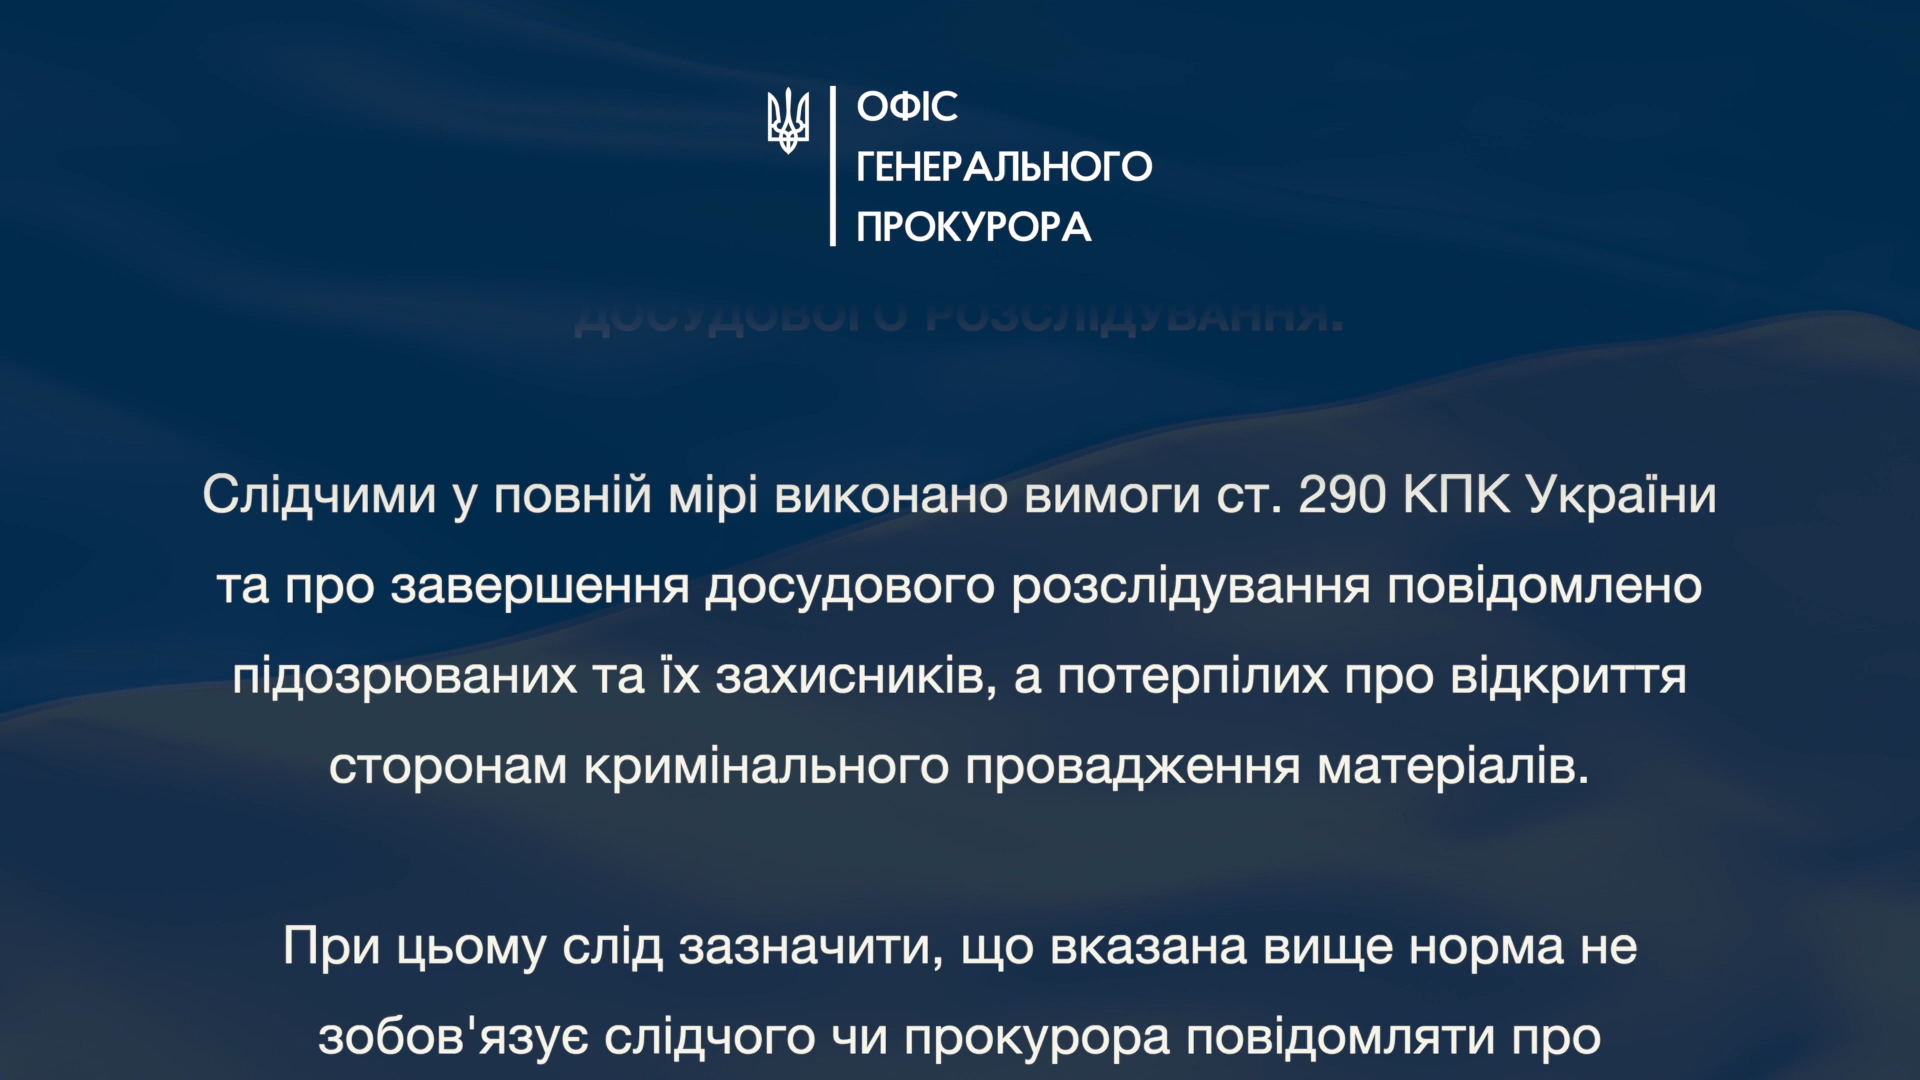 ОФІС
ГЕНЕРАЛЬНОГО
ПРОКУРОРА
ДОСУДОВОГО РОЗСЛІДУВАННЯ.
Слідчими у повній мірі виконано вимоги ст. 290 КПК України
та про завершення досудового розслідування повідомлено
підозрюваних та їх захисників, а потерпілих про відкриття
сторонам кримінального провадження матеріалів.
При цьому слід зазначити, що вказана вище норма не
зобов'язує слідчого чи прокурора повідомляти про